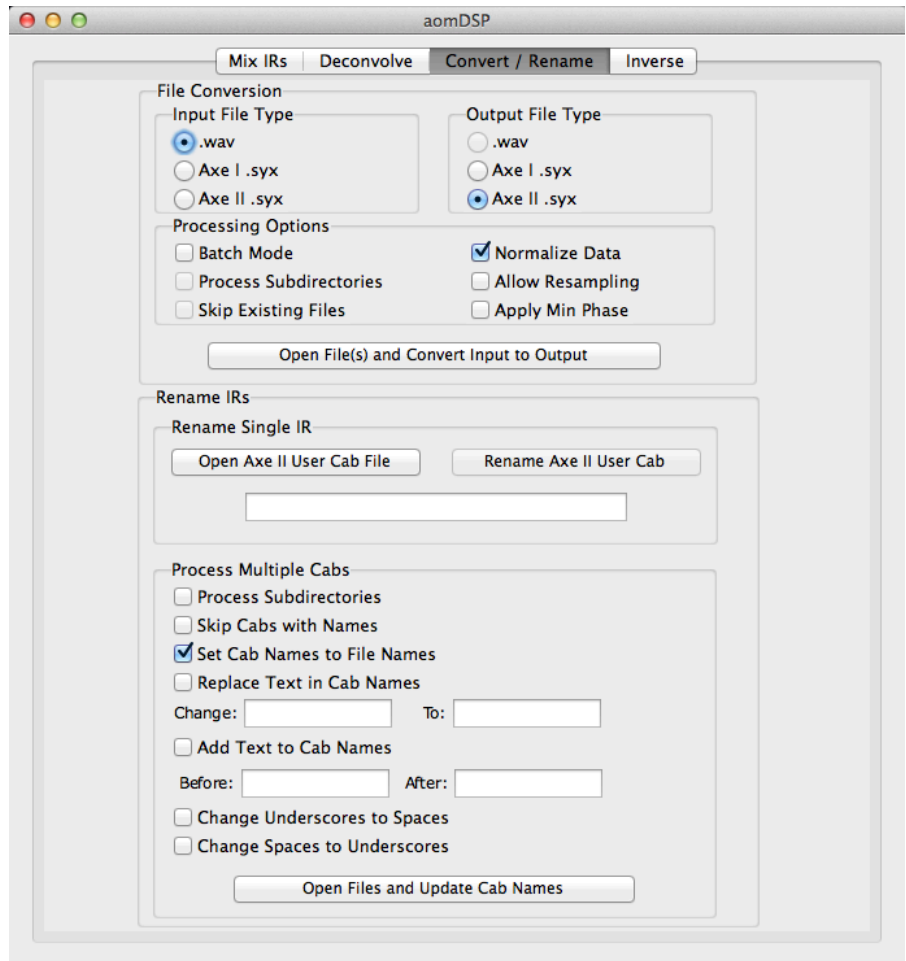 aomDSP
Mix IRs Deconvolve Convert / Rename Inverse
File Conversion
Input File Type
.wav
Axe I .syx
Axe II .syx
Output File Type
.wav
Axe I .syx
Axe II .syx
Processing Options
Batch Mode
Process Subdirectories
Skip Existing Files
Normalize Data
Allow Resampling
Apply Min Phase
Open File(s) and Convert Input to Output
Rename IRs
Rename Single IR
Open Axe II User Cab File
Rename Axe II User Cab
Process Multiple Cabs
Process Subdirectories
Skip Cabs with Names
Set Cab Names to File Names
Replace Text in Cab Names
Change: To:
Add Text to Cab Names
Before: After:
Change Underscores to Spaces
Change Spaces to Underscores
Open Files and Update Cab Names